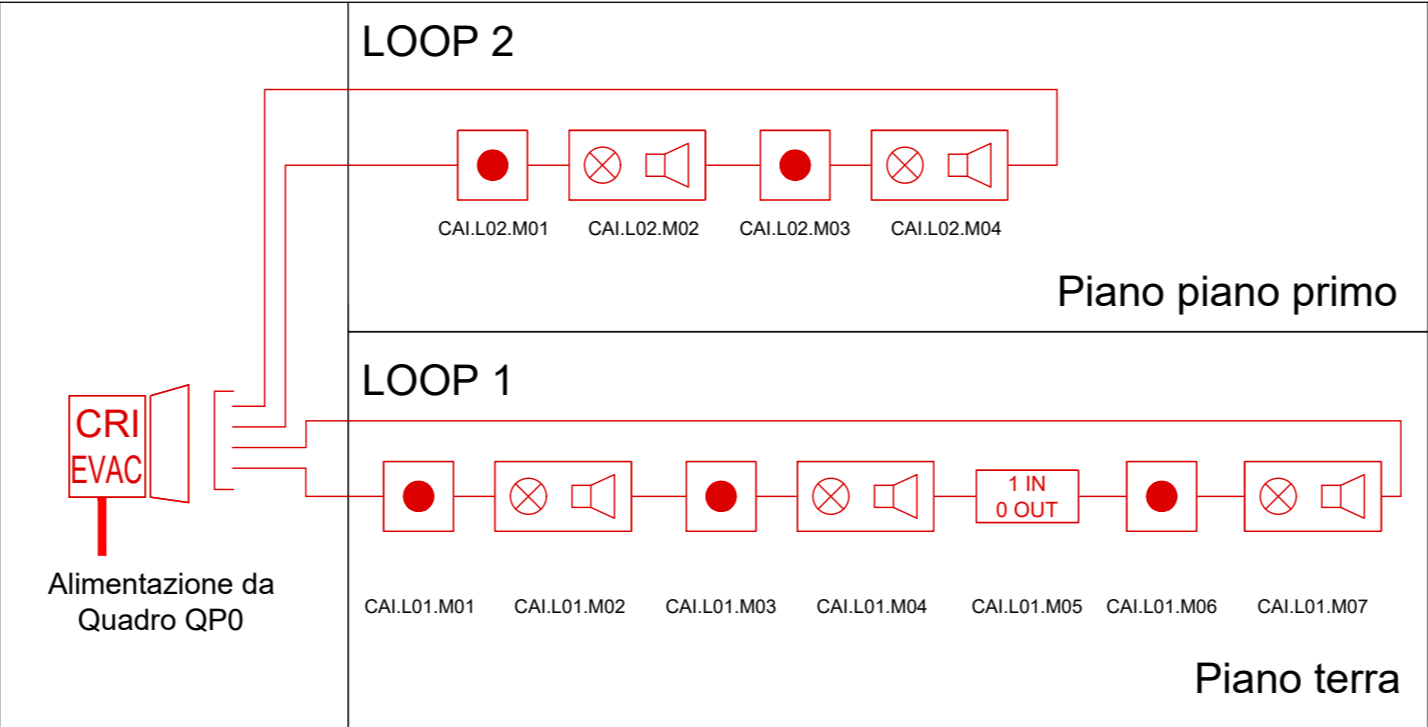 LOOP 2
CAI.L02.M01 CAI.L02.M02 CAI.L02.M03 CAI.L02.M04
Piano piano primo
LOOP 1
CRI
EVAC
1 IN
0 OUT
Alimentazione da
Quadro QP0
CAI.L01.M01 CAI.L01.M02 CAI.L01.M03 CAI.L01.M04 CAI.L01.M05 CAI.L01.M06 CAI.L01.M07
Piano terra